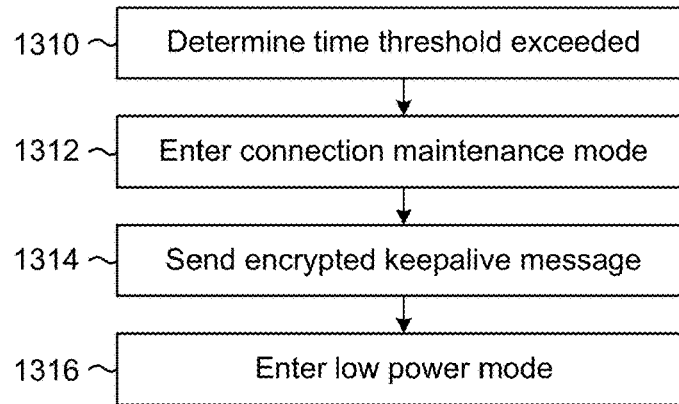 1310 Determine time threshold exceeded
1312 Enter connection maintenance mode
1314 Send encrypted keepalive message
1316 Enter low power mode